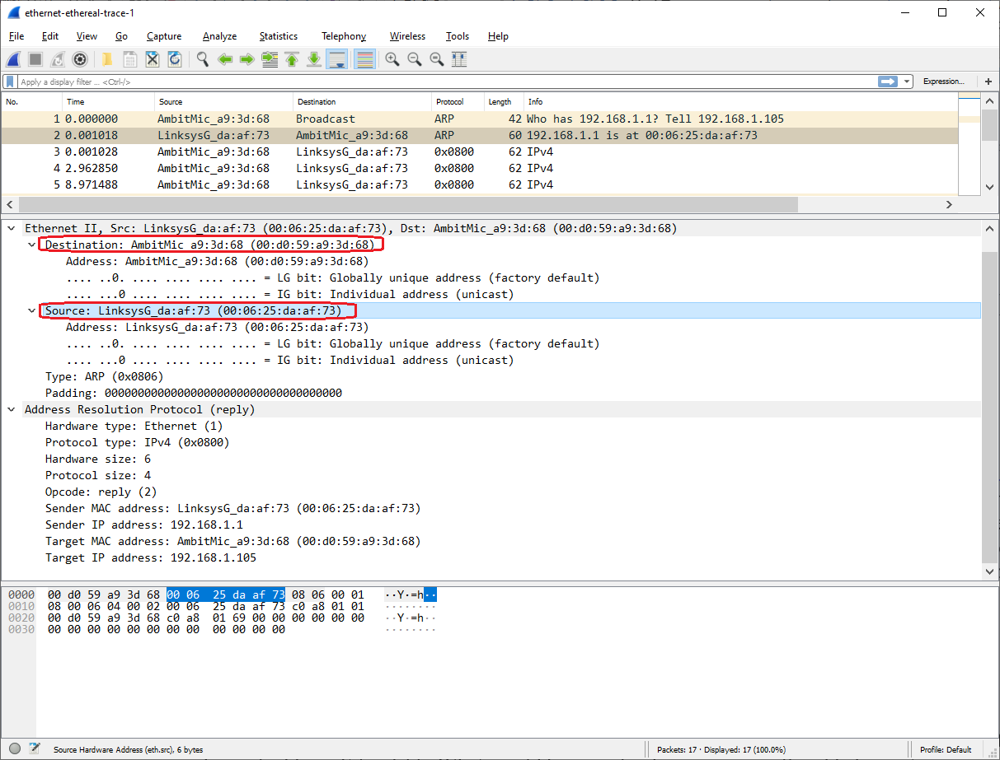 ethernet-ethereal-trace-1
File Edit View Go Capture Analyze Statistics Telephony Wireless Tools Help
Apply a display filter ... <Ctrl-/> Expression... +
No. Time Source Destination Protocol Length Info
1 0.000000 AmbitMic_a9:3d:68 Broadcast ARP 42 Who has 192.168.1.1? Tell 192.168.1.105
2 0.001018 LinksysG_da:af:73 AmbitMic_a9:3d:68 ARP 60 192.168.1.1 is at 00:06:25:da:af:73
3 0.001028 AmbitMic_a9:3d:68 LinksysG_da:af:73 0x0800 62 IPv4
4 2.962850 AmbitMic_a9:3d:68 LinksysG_da:af:73 0x0800 62 IPv4
5 8.971488 AmbitMic_a9:3d:68 LinksysG_da:af:73 0x0800 62 IPv4
Ethernet II, Src: LinksysG_da:af:73 (00:06:25:da:af:73), Dst: AmbitMic_a9:3d:68 (00:d0:59:a9:3d:68)
Destination: AmbitMic_a9:3d:68 (00:d0:59:a9:3d:68)
Address: AmbitMic_a9:3d:68 (00:d0:59:a9:3d:68)
.... ..0. .... .... .... .... = LG bit: Globally unique address (factory default)
.... ...0 .... .... .... .... = IG bit: Individual address (unicast)
Source: LinksysG_da:af:73 (00:06:25:da:af:73)
Address: LinksysG_da:af:73 (00:06:25:da:af:73)
.... ..0. .... .... .... .... = LG bit: Globally unique address (factory default)
.... ...0 .... .... .... .... = IG bit: Individual address (unicast)
Type: ARP (0x0806)
Padding: 000000000000000000000000000000000000
Address Resolution Protocol (reply)
Hardware type: Ethernet (1)
Protocol type: IPv4 (0x0800)
Hardware size: 6
Protocol size: 4
Opcode: reply (2)
Sender MAC address: LinksysG_da:af:73 (00:06:25:da:af:73)
Sender IP address: 192.168.1.1
Target MAC address: AmbitMic_a9:3d:68 (00:d0:59:a9:3d:68)
Target IP address: 192.168.1.105
0000 00 d0 59 a9 3d 68 00 06 25 da af 73 08 06 00 01 ··Y·=h··
0010 08 00 06 04 00 02 00 06 25 da af 73 c0 a8 01 01 ········
0020 00 d0 59 a9 3d 68 c0 a8 01 69 00 00 00 00 00 00 ··Y·=h··
0030 00 00 00 00 00 00 00 00 00 00 00 00 ········
Source Hardware Address (eth.src), 6 bytes Packets: 17 · Displayed: 17 (100.0%) Profile: Default